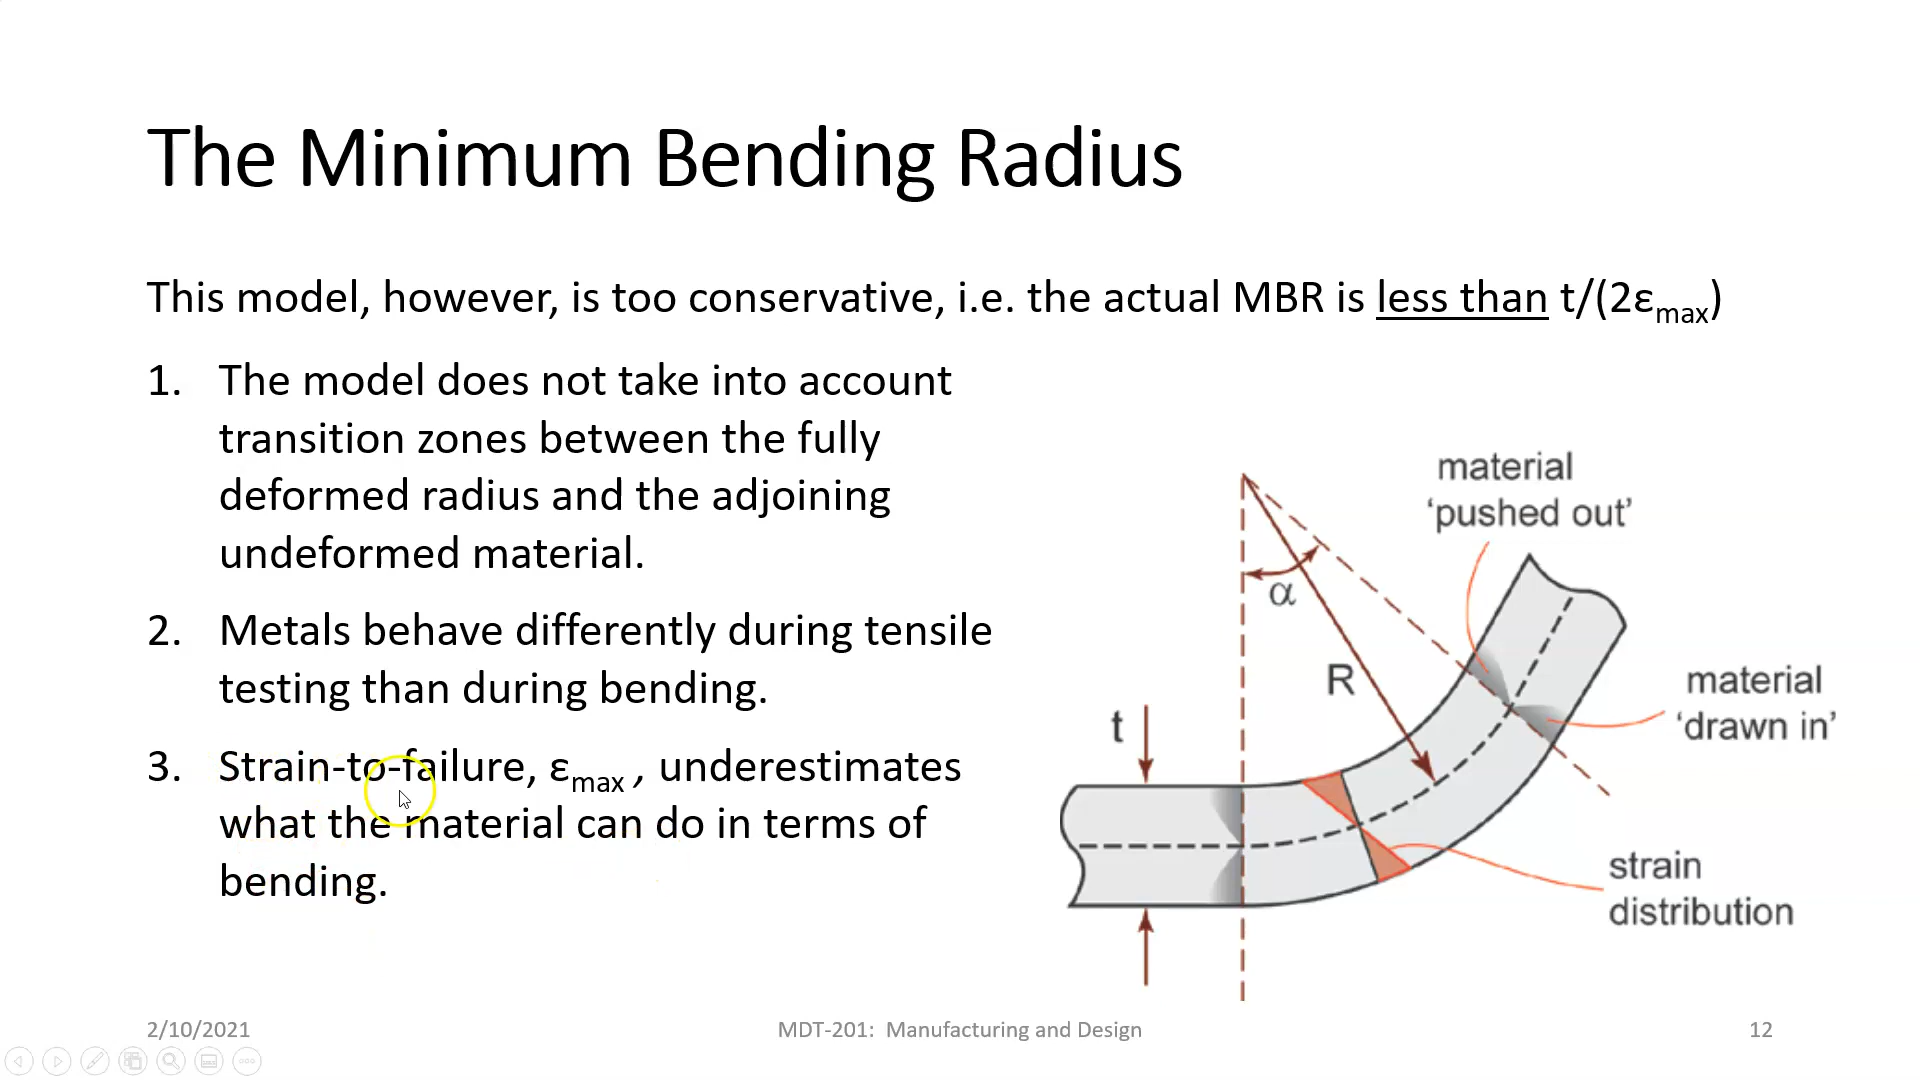 The Minimum Bending Radius
This model, however, is too conservative, i.e. the actual MBR is less than t/(2εmax)
1. The model does not take into account
transition zones between the fully
deformed radius and the adjoining
undeformed material.
2. Metals behave differently during tensile
testing than during bending.
3. Strain-to-failure, εmax , underestimates
what the material can do in terms of
bending.
material
‘pushed out’
α
R
t
material
‘drawn in’
strain
distribution
2/10/2021
MDT-201: Manufacturing and Design
12